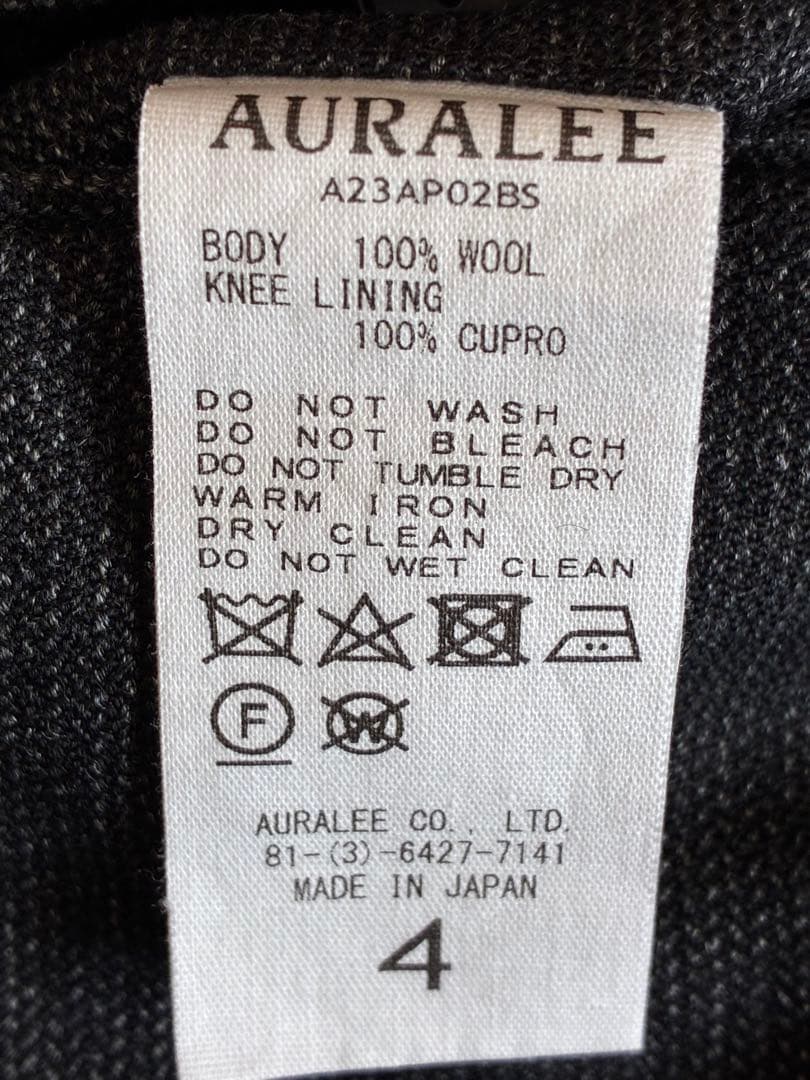 AURALEE
A23AP02BS
BODY 100% WOOL
KNEE LINING
100% CUPRO
DO NOT WASH
DO NOT BLEACH
DO NOT TUMBLE DRY
WARM IRON
DRY CLEAN
DO NOT WET CLEAN
F W
AURALEE CO., LTD.
81-(3)-6427-7141
MADE IN JAPAN
4